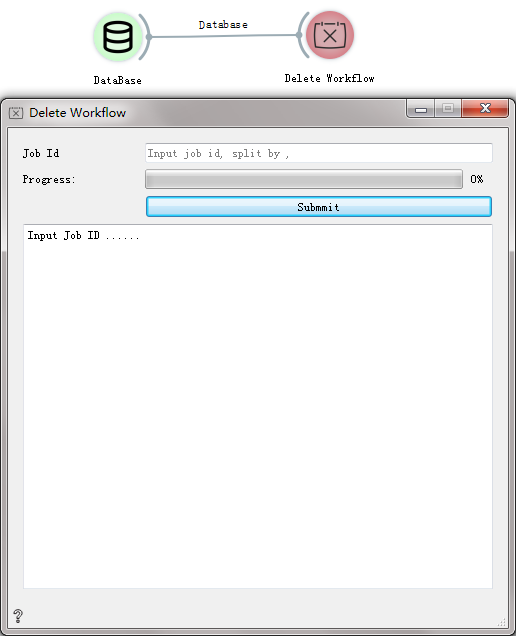 Database
DataBase
Delete Workflow
Delete Workflow
Job Id
Input job id, split by ,
Progress:
0%
Submmit
Input Job ID ......
?